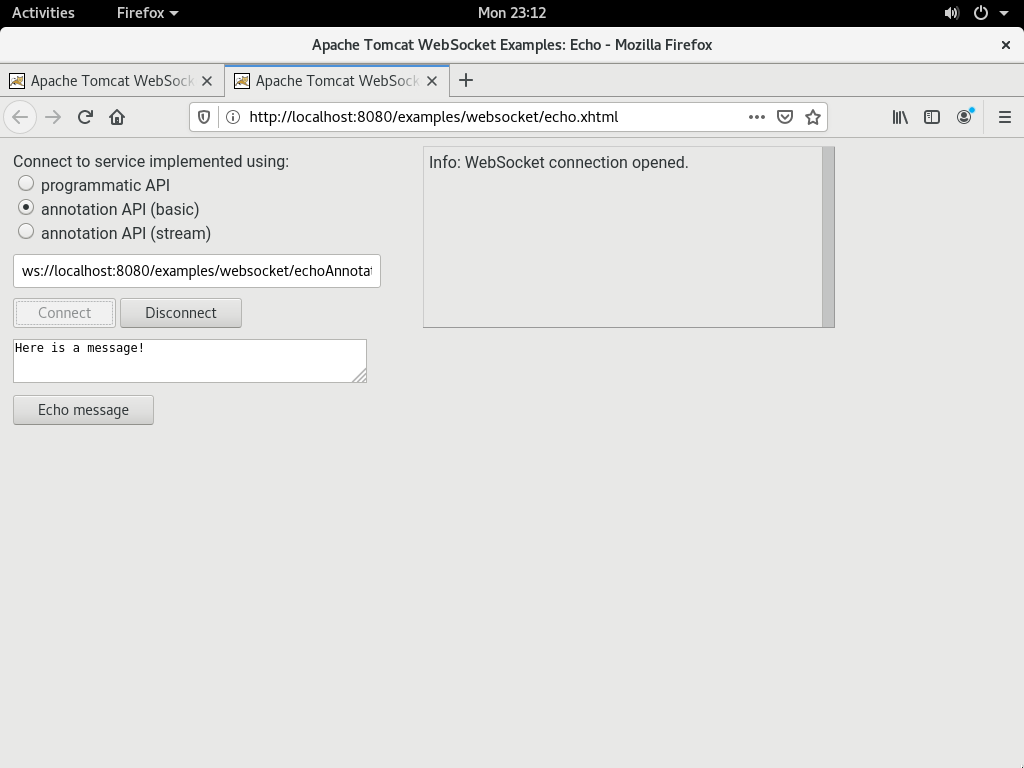 Activities Firefox Mon 23:12
Apache Tomcat WebSocket Examples: Echo - Mozilla Firefox
Apache Tomcat WebSock Apache Tomcat WebSock
http://localhost:8080/examples/websocket/echo.xhtml
Connect to service implemented using:
programmatic API
annotation API (basic)
annotation API (stream)
ws://localhost:8080/examples/websocket/echoAnnotat
Connect Disconnect
Here is a message!
Echo message
Info: WebSocket connection opened.